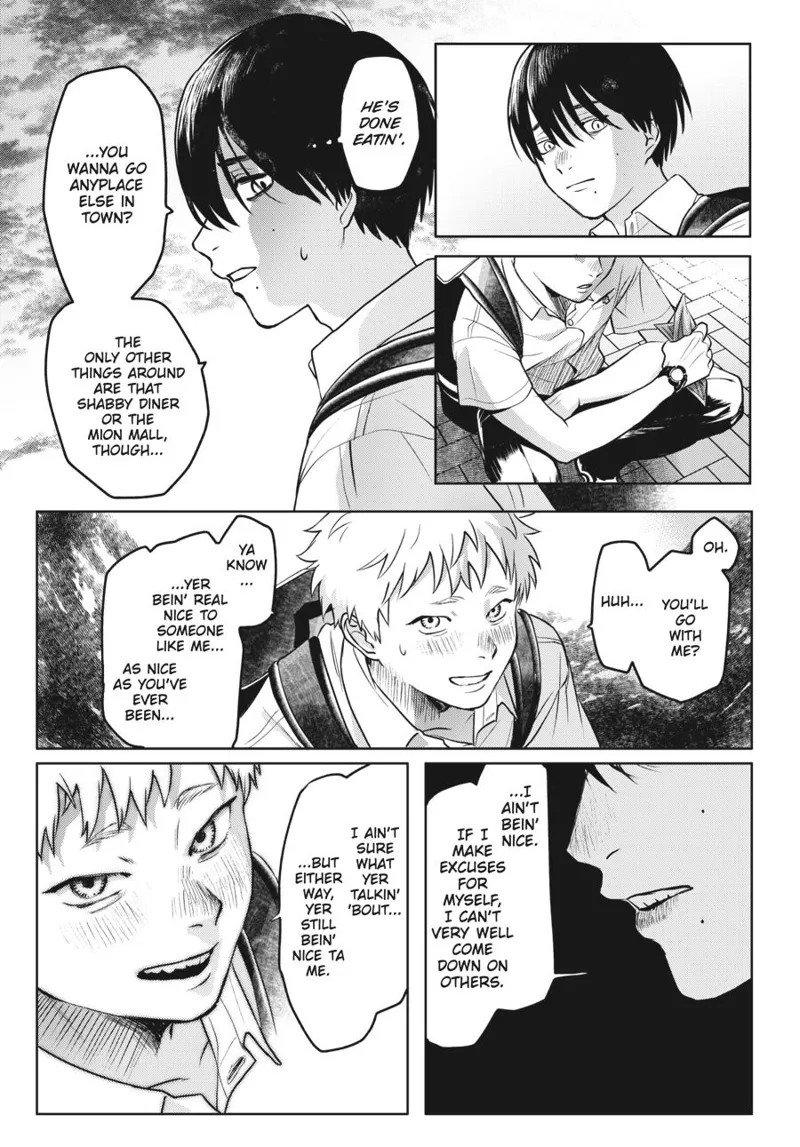 HE'S
DONE
EATIN'.
...YOU
WANNA GO
ANYPLACE
ELSE IN
TOWN?
THE
ONLY OTHER
THINGS AROUND
ARE THAT
SHABBY DINER
OR THE
MION MALL,
THOUGH...
OH.
YOU'LL
GO
WITH
ME?
HUH...
YA
KNOW
...
...YER
BEIN' REAL
NICE TO
SOMEONE
LIKE ME...
AS NICE
AS YOU'VE
EVER
BEEN...
...I
AIN'T
BEIN'
NICE.
IF I
MAKE
EXCUSES
FOR
MYSELF,
I CAN'T
VERY WELL
COME
DOWN ON
OTHERS.
I AIN'T
SURE
WHAT
YER
TALKIN'
'BOUT...
...BUT
EITHER
WAY,
YER
STILL
BEIN'
NICE TA
ME.